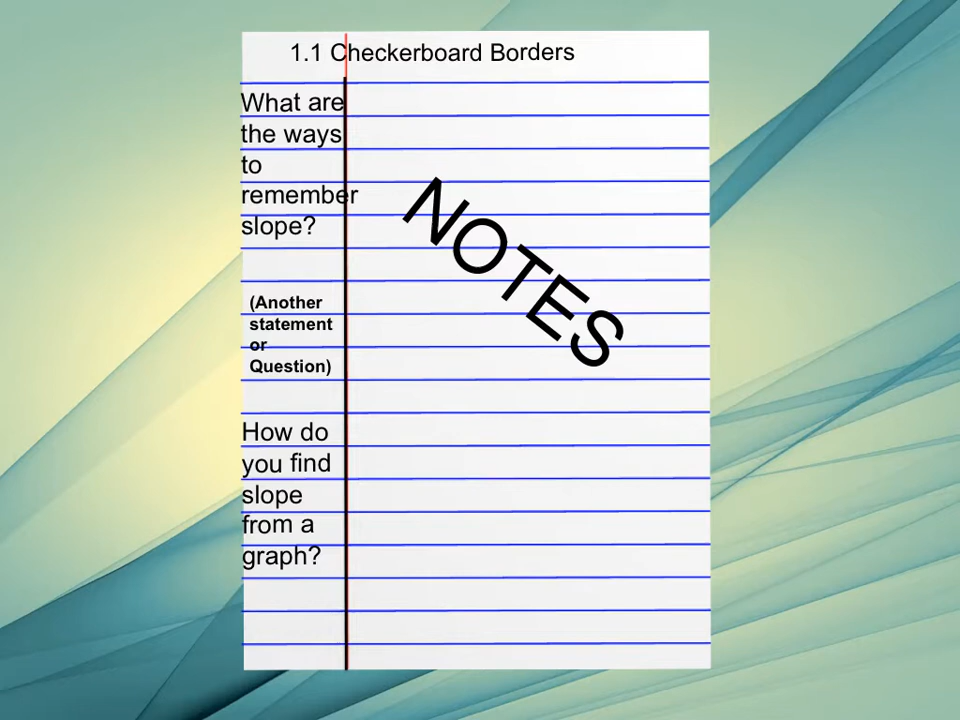 1.1 Checkerboard Borders
What are
the ways
to
remember
slope?
NOTES
(Another
statement
or
Question)
How do
you find
slope
from a
graph?